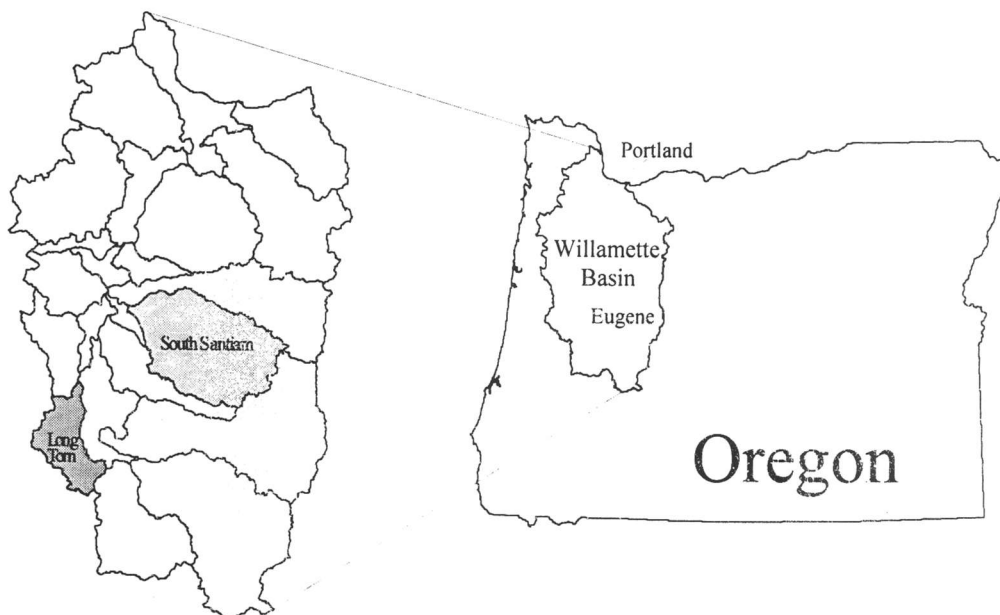 South Santiam
Long
Tom
Portland
Willamette
Basin
Eugene
Oregon